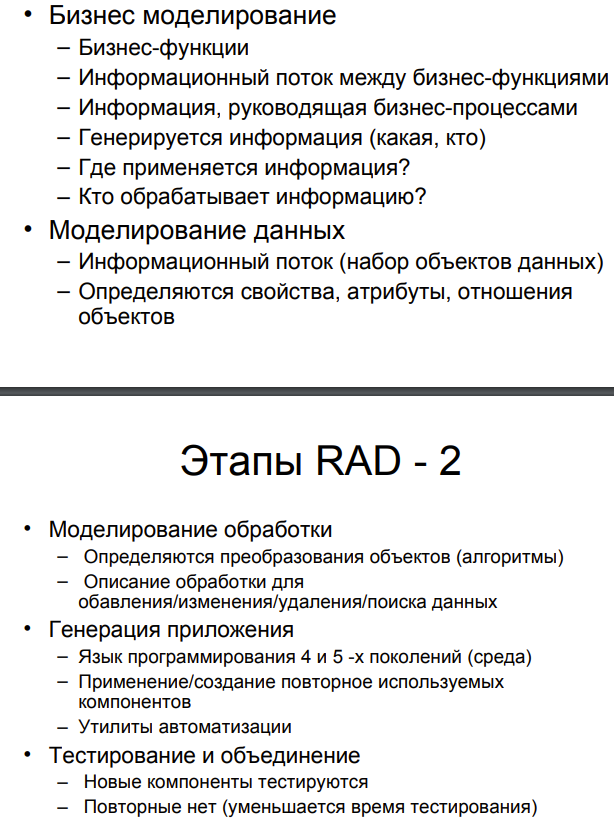 • Бизнес моделирование
– Бизнес-функции
– Информационный поток между бизнес-функциями
– Информация, руководящая бизнес-процессами
– Генерируется информация (какая, кто)
– Где применяется информация?
– Кто обрабатывает информацию?
• Моделирование данных
– Информационный поток (набор объектов данных)
– Определяются свойства, атрибуты, отношения
объектов
Этапы RAD - 2
• Моделирование обработки
– Определяются преобразования объектов (алгоритмы)
– Описание обработки для
обавления/изменения/удаления/поиска данных
• Генерация приложения
– Язык программирования 4 и 5 -х поколений (среда)
– Применение/создание повторное используемых
компонентов
– Утилиты автоматизации
• Тестирование и объединение
– Новые компоненты тестируются
– Повторные нет (уменьшается время тестирования)